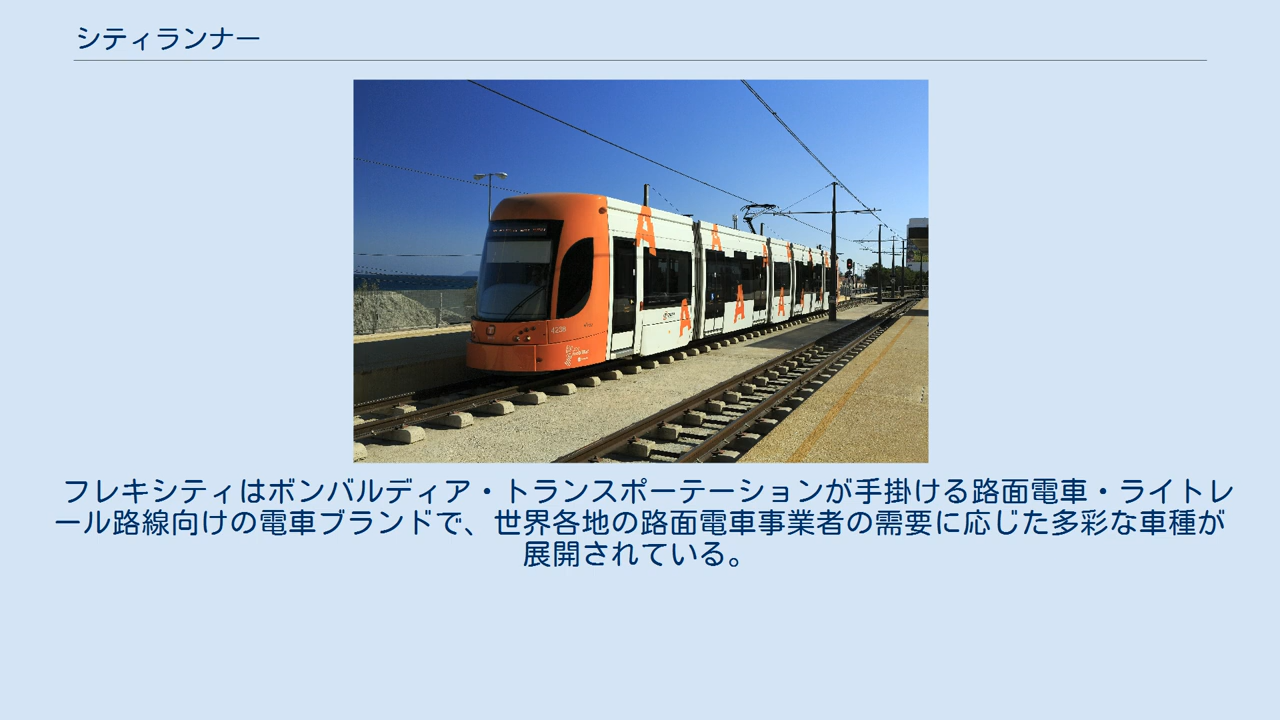 シティランナー
4208
A
A
A
A
A
フレキシティはボンバルディア・トランスポーテーションが手掛ける路面電車・ライトレ
ール路線向けの電車ブランドで、世界各地の路面電車事業者の需要に応じた多彩な車種が
展開されている。